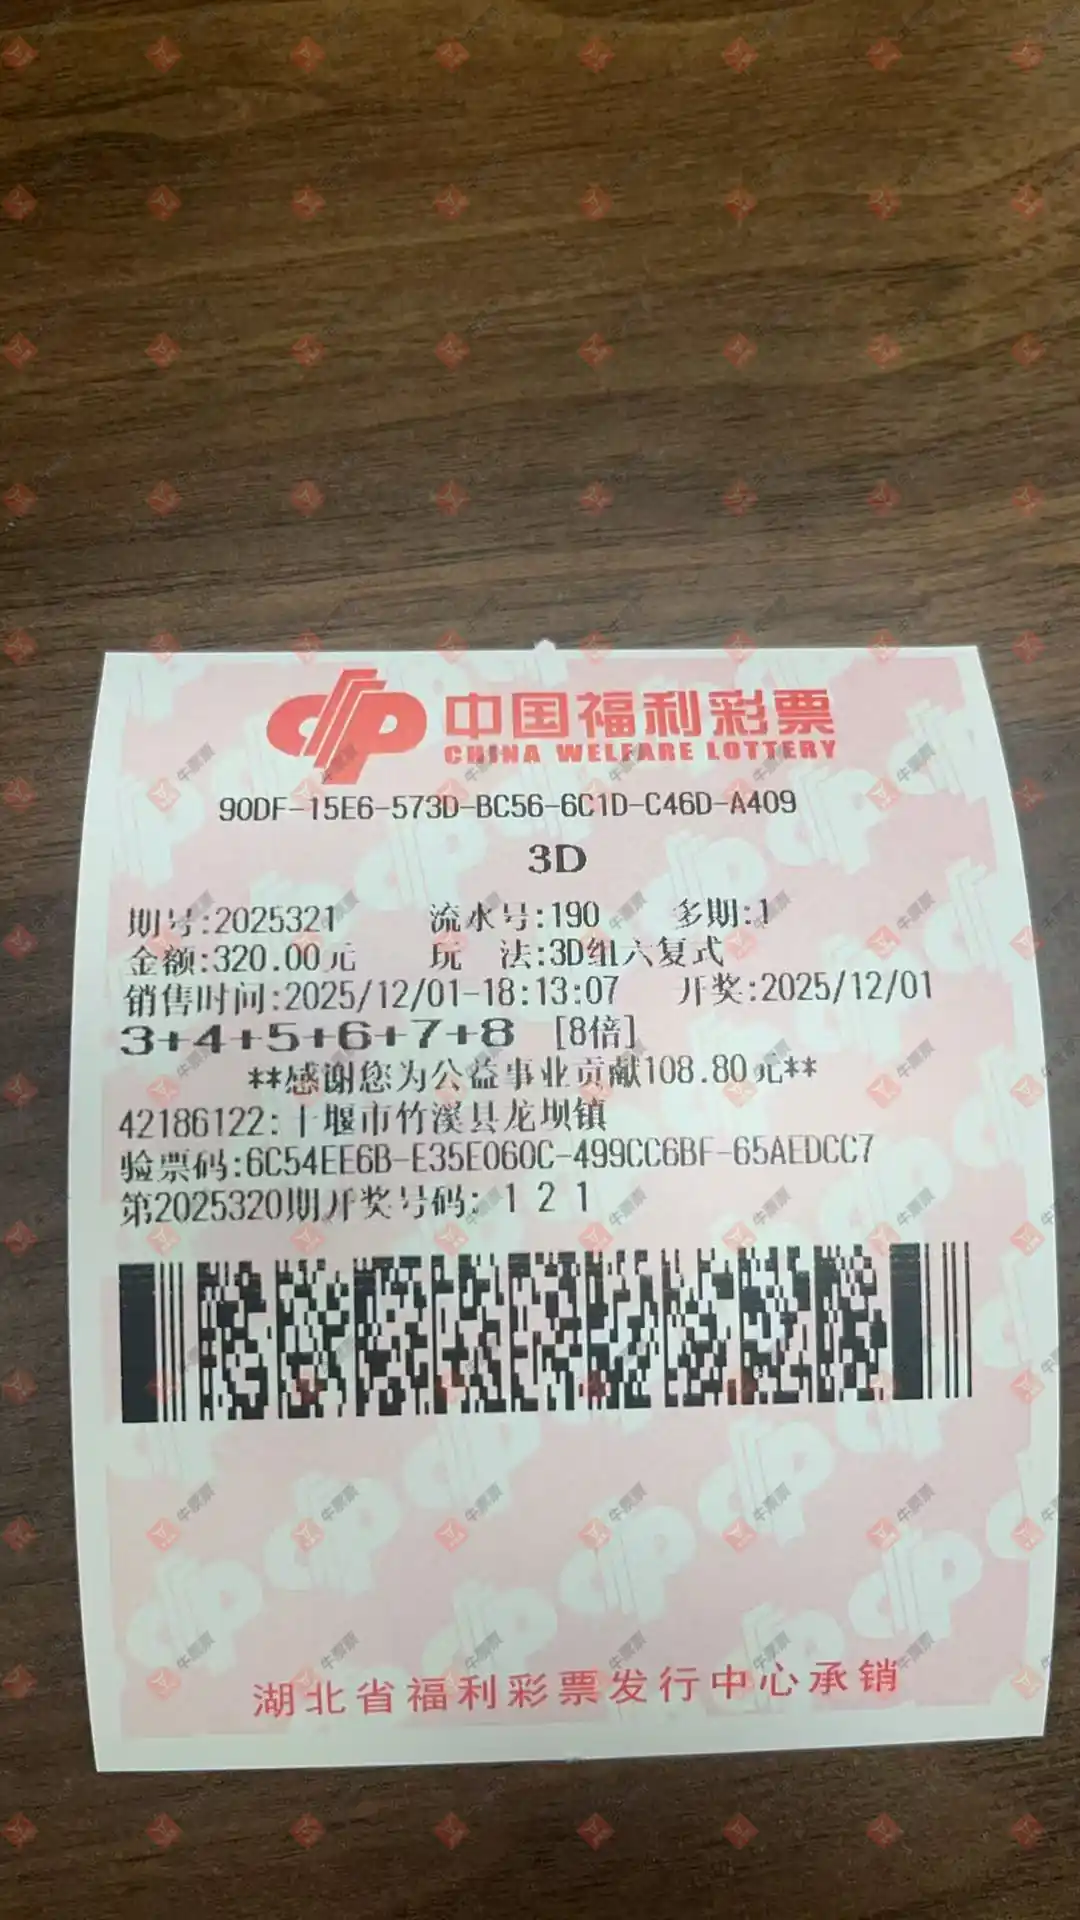 中国福利彩票
CHINA WELFARE LOTTERY
90DF-15E6-573D-BC56-6C1D-C46D-A409
3D
期号:2025321 流水号:190 多期:1
金额:320.00元 玩 法:3D组六复式
销售时间:2025/12/01-18:13:07 开奖:2025/12/01
3+4+5+6+7+8 [8倍]
**感谢您为公益事业贡献108.80元**
42186122:十堰市竹溪县龙坝镇
验票码:6C54EE6B-E35E060C-499CC6BF-65AEDCC7
第2025320期开奖号码: 1 2 1
湖北省福利彩票发行中心承销
牛票票